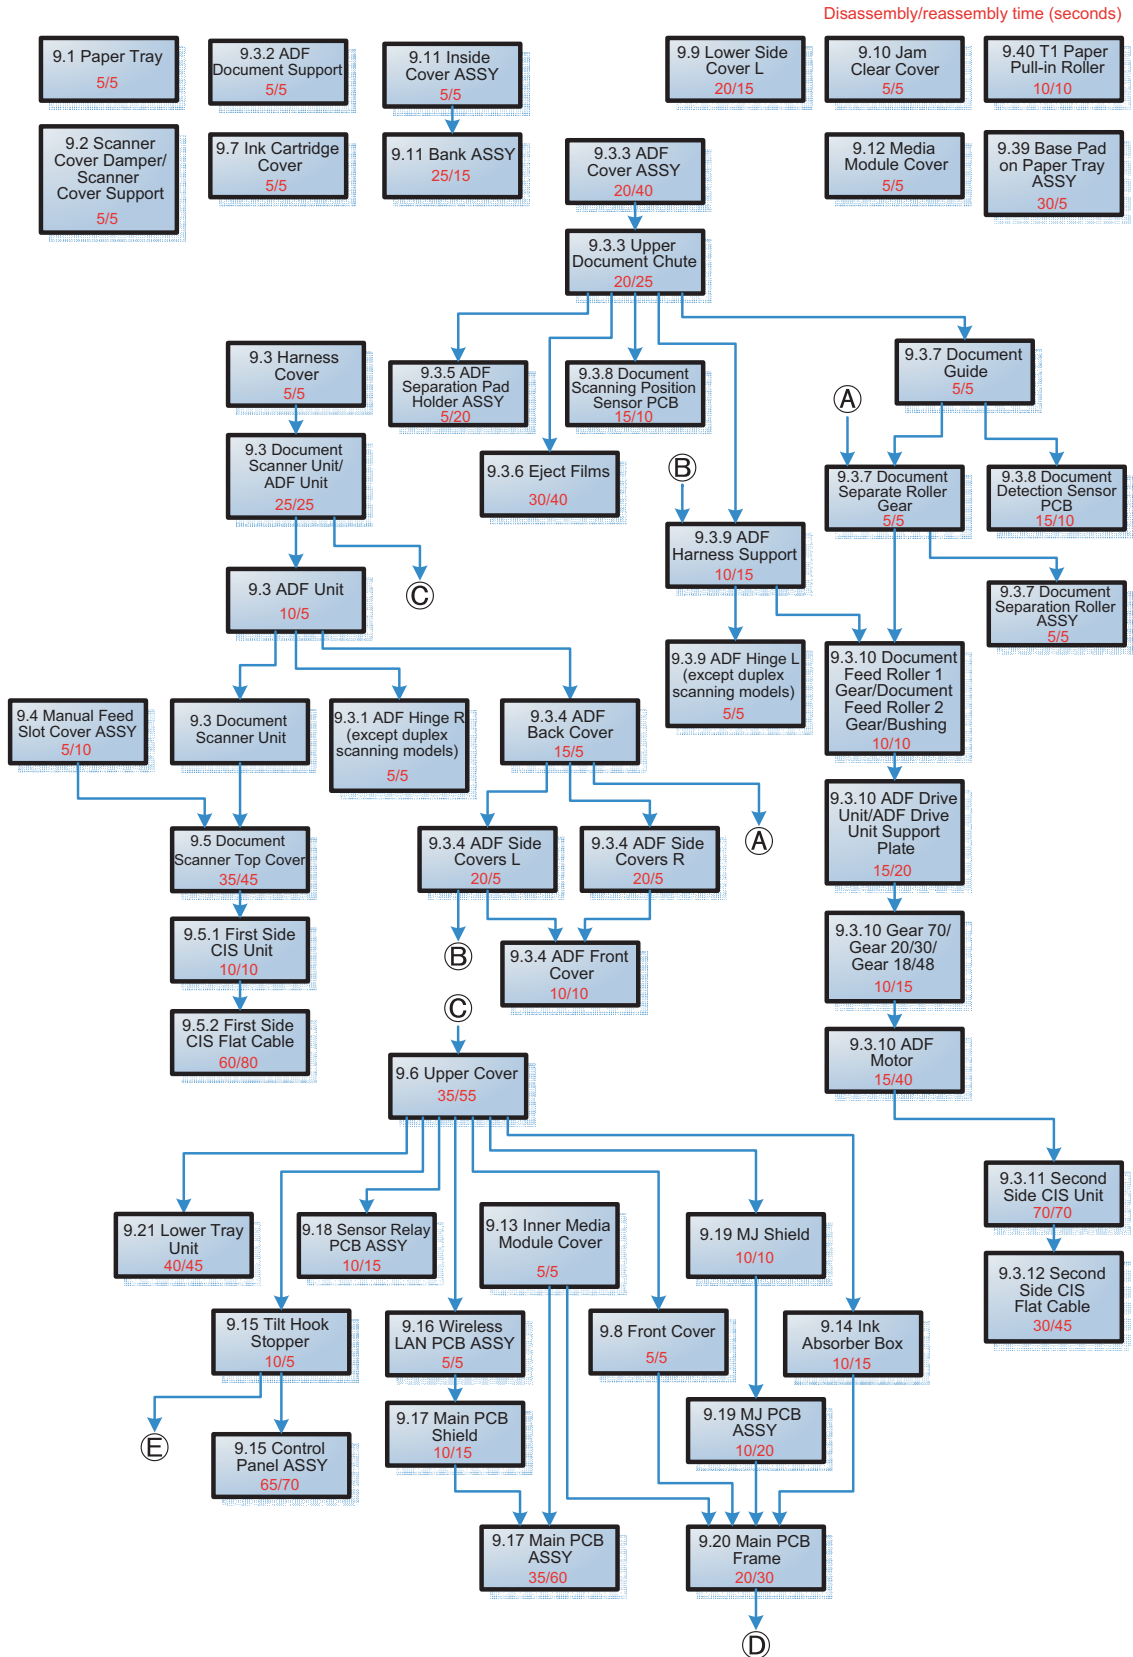 Disassembly/reassembly time (seconds)
9.1 Paper Tray
5/5
9.3.2 ADF
Document Support
5/5
9.11 Inside
Cover ASSY
5/5
9.9 Lower Side
Cover L
20/15
9.10 Jam
Clear Cover
5/5
9.40 T1 Paper
Pull-in Roller
10/10
9.2 Scanner
Cover Damper/
Scanner
Cover Support
5/5
9.7 Ink Cartridge
Cover
5/5
9.11 Bank ASSY
25/15
9.3.3 ADF
Cover ASSY
20/40
9.12 Media
Module Cover
5/5
9.39 Base Pad
on Paper Tray
ASSY
30/5
9.3.3 Upper
Document Chute
20/25
9.3 Harness
Cover
5/5
9.3.5 ADF
Separation Pad
Holder ASSY
5/20
9.3.8 Document
Scanning Position
Sensor PCB
15/10
9.3.7 Document
Guide
5/5
A
9.3 Document
Scanner Unit/
ADF Unit
25/25
9.3.6 Eject Films
30/40
B
9.3.7 Document
Separate Roller
Gear
5/5
9.3.8 Document
Detection Sensor
PCB
15/10
9.3.9 ADF
Harness Support
10/15
9.3 ADF Unit
10/5
C
9.3.7 Document
Separation Roller
ASSY
5/5
9.3.9 ADF Hinge L
(except duplex
scanning models)
5/5
9.3.10 Document
Feed Roller 1
Gear/Document
Feed Roller 2
Gear/Bushing
10/10
9.4 Manual Feed
Slot Cover ASSY
5/10
9.3 Document
Scanner Unit
9.3.1 ADF Hinge R
(except duplex
scanning models)
5/5
9.3.4 ADF
Back Cover
15/5
9.3.10 ADF Drive
Unit/ADF Drive
Unit Support
Plate
15/20
9.5 Document
Scanner Top Cover
35/45
9.3.4 ADF Side
Covers L
20/5
9.3.4 ADF Side
Covers R
20/5
A
9.5.1 First Side
CIS Unit
10/10
B
9.3.4 ADF Front
Cover
10/10
9.3.10 Gear 70/
Gear 20/30/
Gear 18/48
10/15
9.5.2 First Side
CIS Flat Cable
60/80
C
9.3.10 ADF
Motor
15/40
9.6 Upper Cover
35/55
9.3.11 Second
Side CIS Unit
70/70
9.21 Lower Tray
Unit
40/45
9.18 Sensor Relay
PCB ASSY
10/15
9.13 Inner Media
Module Cover
5/5
9.19 MJ Shield
10/10
9.3.12 Second
Side CIS
Flat Cable
30/45
9.15 Tilt Hook
Stopper
10/5
9.16 Wireless
LAN PCB ASSY
5/5
9.8 Front Cover
5/5
9.14 Ink
Absorber Box
10/15
E
9.15 Control
Panel ASSY
65/70
9.17 Main PCB
Shield
10/15
9.19 MJ PCB
ASSY
10/20
9.17 Main PCB
ASSY
35/60
9.20 Main PCB
Frame
20/30
D